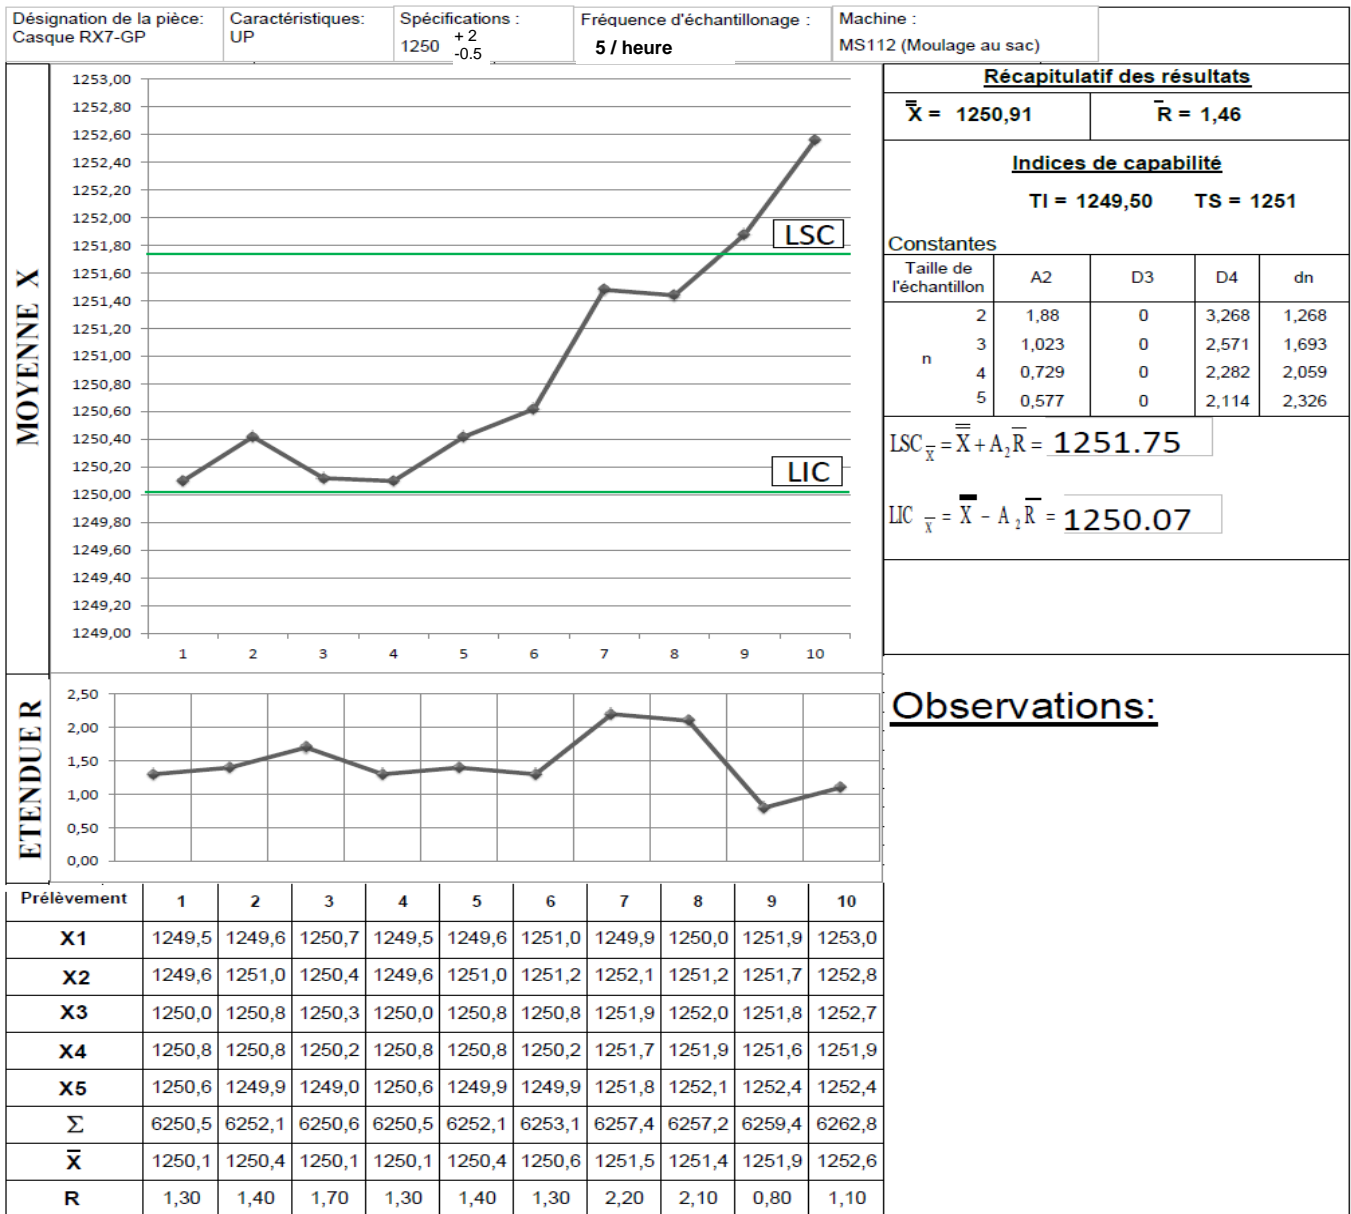 Désignation de la pièce:
Casque RX7-GP
Caractéristiques:
UP
Spécifications :
1250 + 2
-0.5
Fréquence d'échantillonage :
5 / heure
Machine :
MS112 (Moulage au sac)
MOYENNE X
1253,00
1252,80
1252,60
1252,40
1252,20
1252,00
1251,80
1251,60
1251,40
1251,20
1251,00
1250,80
1250,60
1250,40
1250,20
1250,00
1249,80
1249,60
1249,40
1249,20
1249,00
LSC
LIC
1 2 3 4 5 6 7 8 9 10
Récapitulatif des résultats
X̿ = 1250,91 R̄ = 1,46
Indices de capabilité
TI = 1249,50 TS = 1251
Constantes
Taille de l'échantillon A2 D3 D4 dn
n
2 1,88 0 3,268 1,268
3 1,023 0 2,571 1,693
4 0,729 0 2,282 2,059
5 0,577 0 2,114 2,326
LSC X̄ = X̿ + A₂R̄ = 1251.75
LIC X̄ = X̿ - A₂R̄ = 1250.07
ETENDUE R
2,50
2,00
1,50
1,00
0,50
0,00
Observations:
Prélèvement 1 2 3 4 5 6 7 8 9 10
X1 1249,5 1249,6 1250,7 1249,5 1249,6 1251,0 1249,9 1250,0 1251,9 1253,0
X2 1249,6 1251,0 1250,4 1249,6 1251,0 1251,2 1252,1 1251,2 1251,7 1252,8
X3 1250,0 1250,8 1250,3 1250,0 1250,8 1250,8 1251,9 1252,0 1251,8 1252,7
X4 1250,8 1250,8 1250,2 1250,8 1250,8 1250,2 1251,7 1251,9 1251,6 1251,9
X5 1250,6 1249,9 1249,0 1250,6 1249,9 1249,9 1251,8 1252,1 1252,4 1252,4
Σ 6250,5 6252,1 6250,6 6250,5 6252,1 6253,1 6257,4 6257,2 6259,4 6262,8
X̄ 1250,1 1250,4 1250,1 1250,1 1250,4 1250,6 1251,5 1251,4 1251,9 1252,6
R 1,30 1,40 1,70 1,30 1,40 1,30 2,20 2,10 0,80 1,10